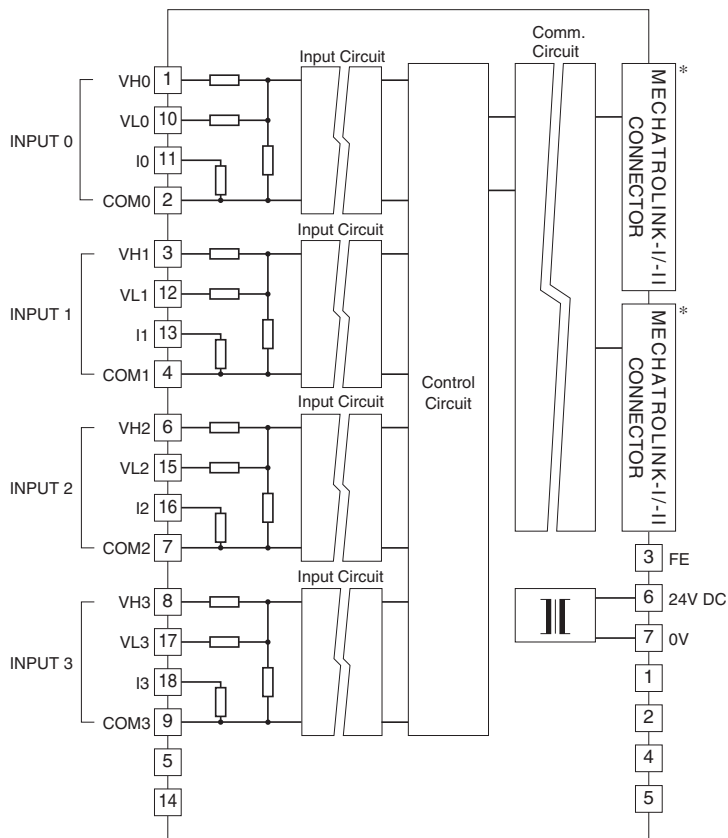 Comm.
Circuit
Input Circuit
VH0 1
VL0 10
I0 11
COM0 2
INPUT 0
MECHATROLINK-I/-II
CONNECTOR
*
Input Circuit
VH1 3
VL1 12
I1 13
COM1 4
INPUT 1
MECHATROLINK-I/-II
CONNECTOR
*
Control
Circuit
Input Circuit
VH2 6
VL2 15
I2 16
COM2 7
INPUT 2
3 FE
6 24V DC
7 0V
Input Circuit
VH3 8
VL3 17
I3 18
COM3 9
INPUT 3
5
14
1
2
4
5